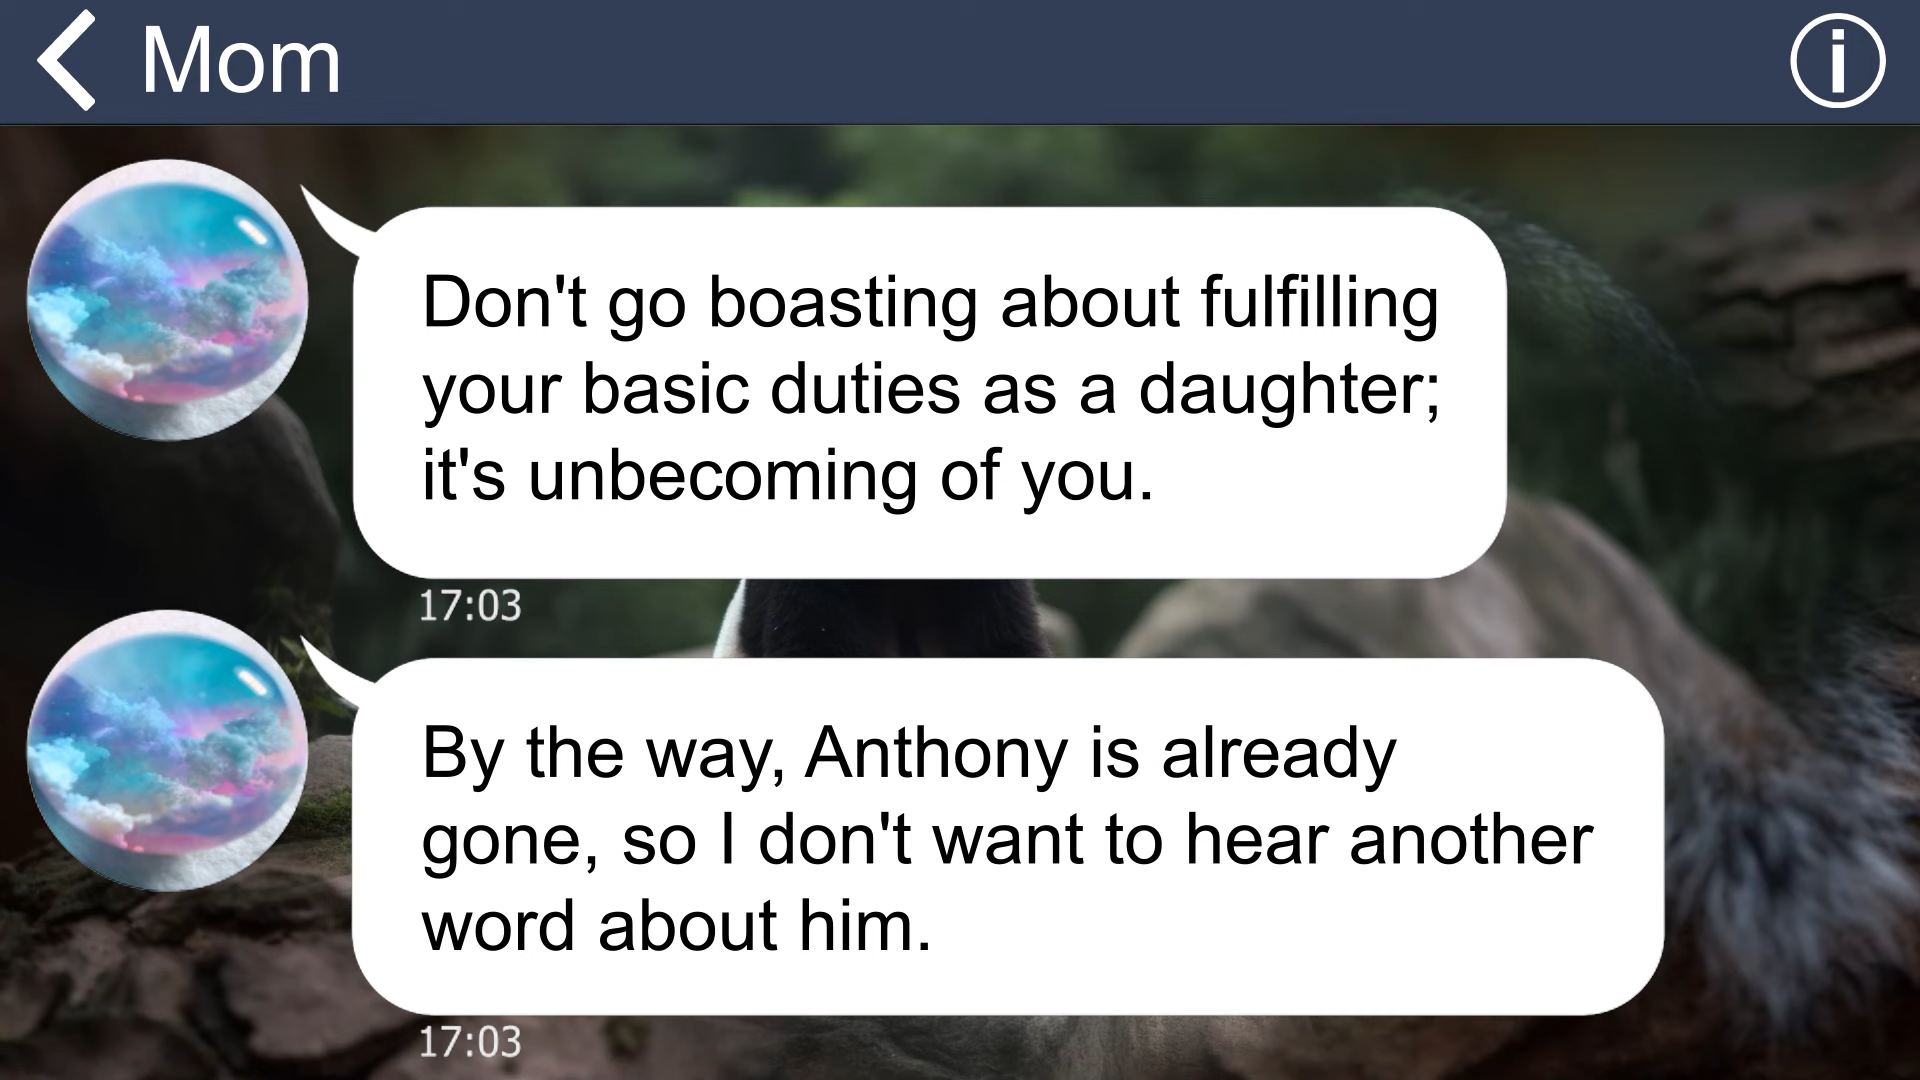 Mom
Don't go boasting about fulfilling
your basic duties as a daughter;
it's unbecoming of you.
17:03
By the way, Anthony is already
gone, so I don't want to hear another
word about him.
17:03